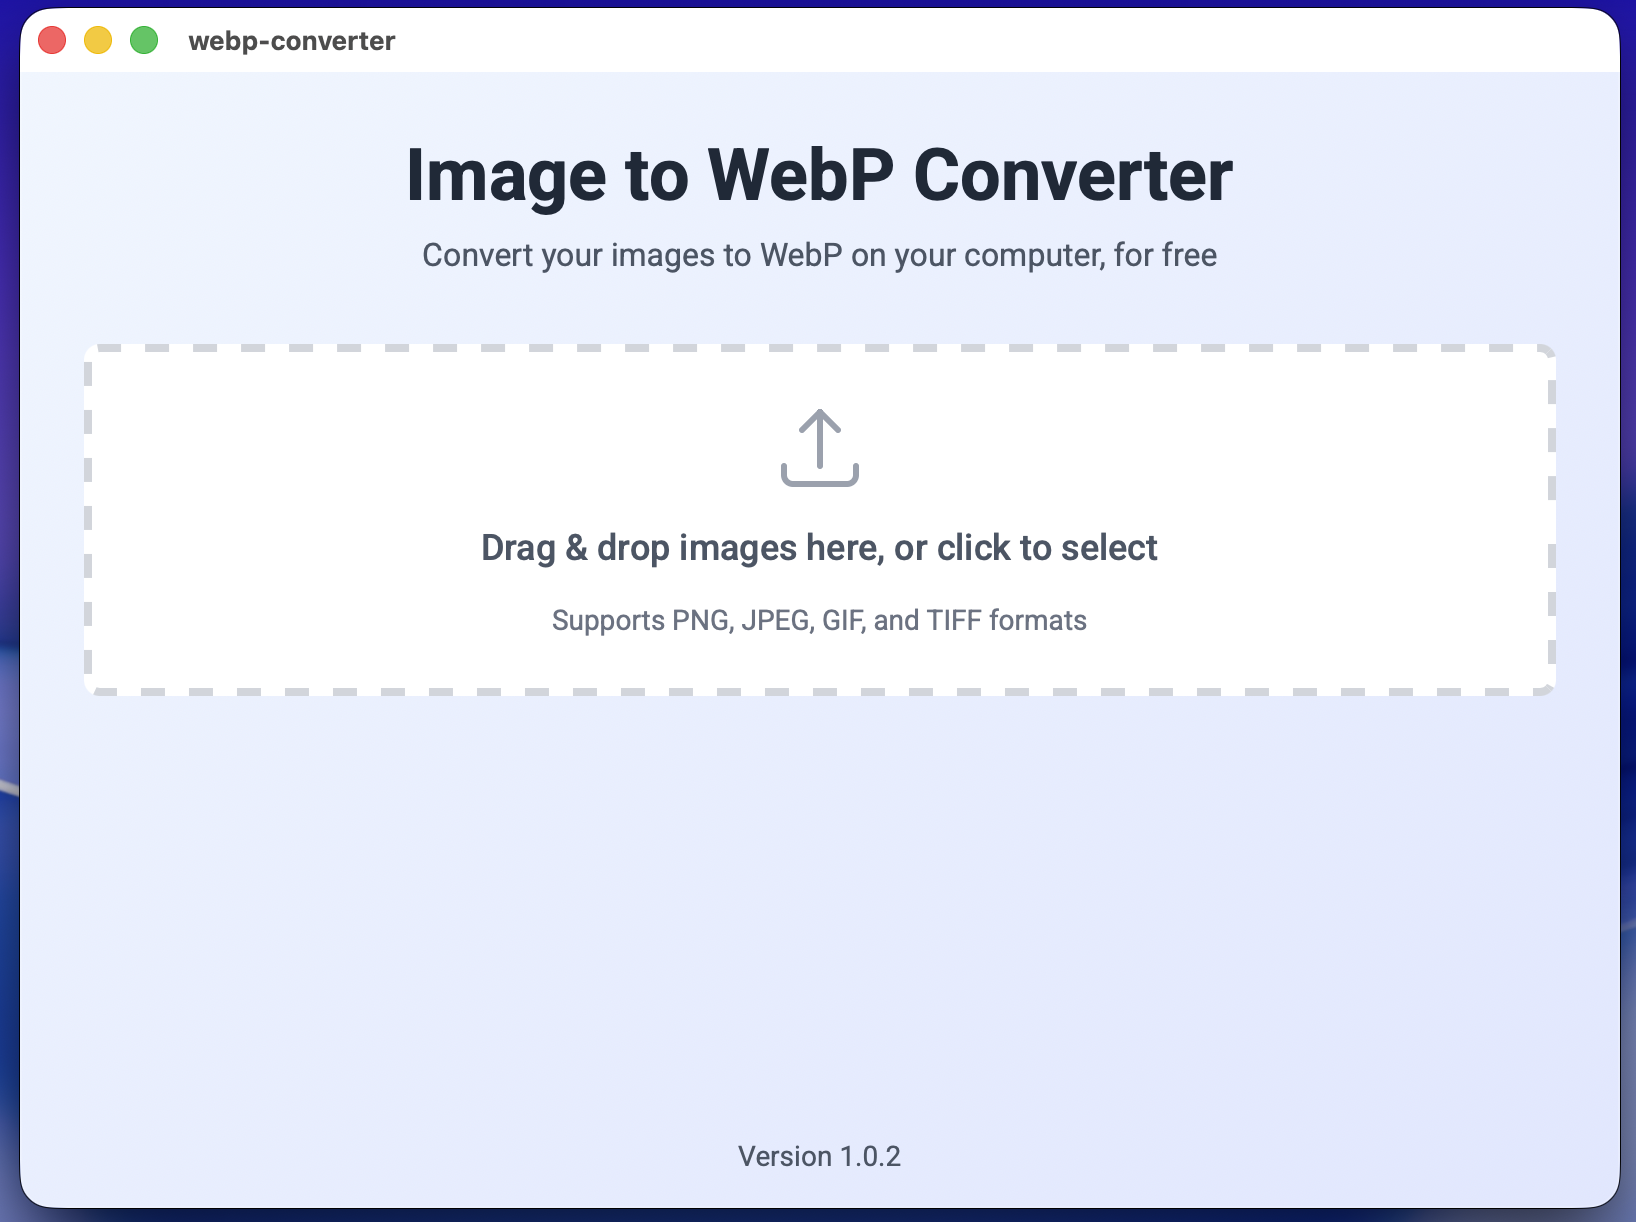 webp-converter
Image to WebP Converter
Convert your images to WebP on your computer, for free
Drag & drop images here, or click to select
Supports PNG, JPEG, GIF, and TIFF formats
Version 1.0.2